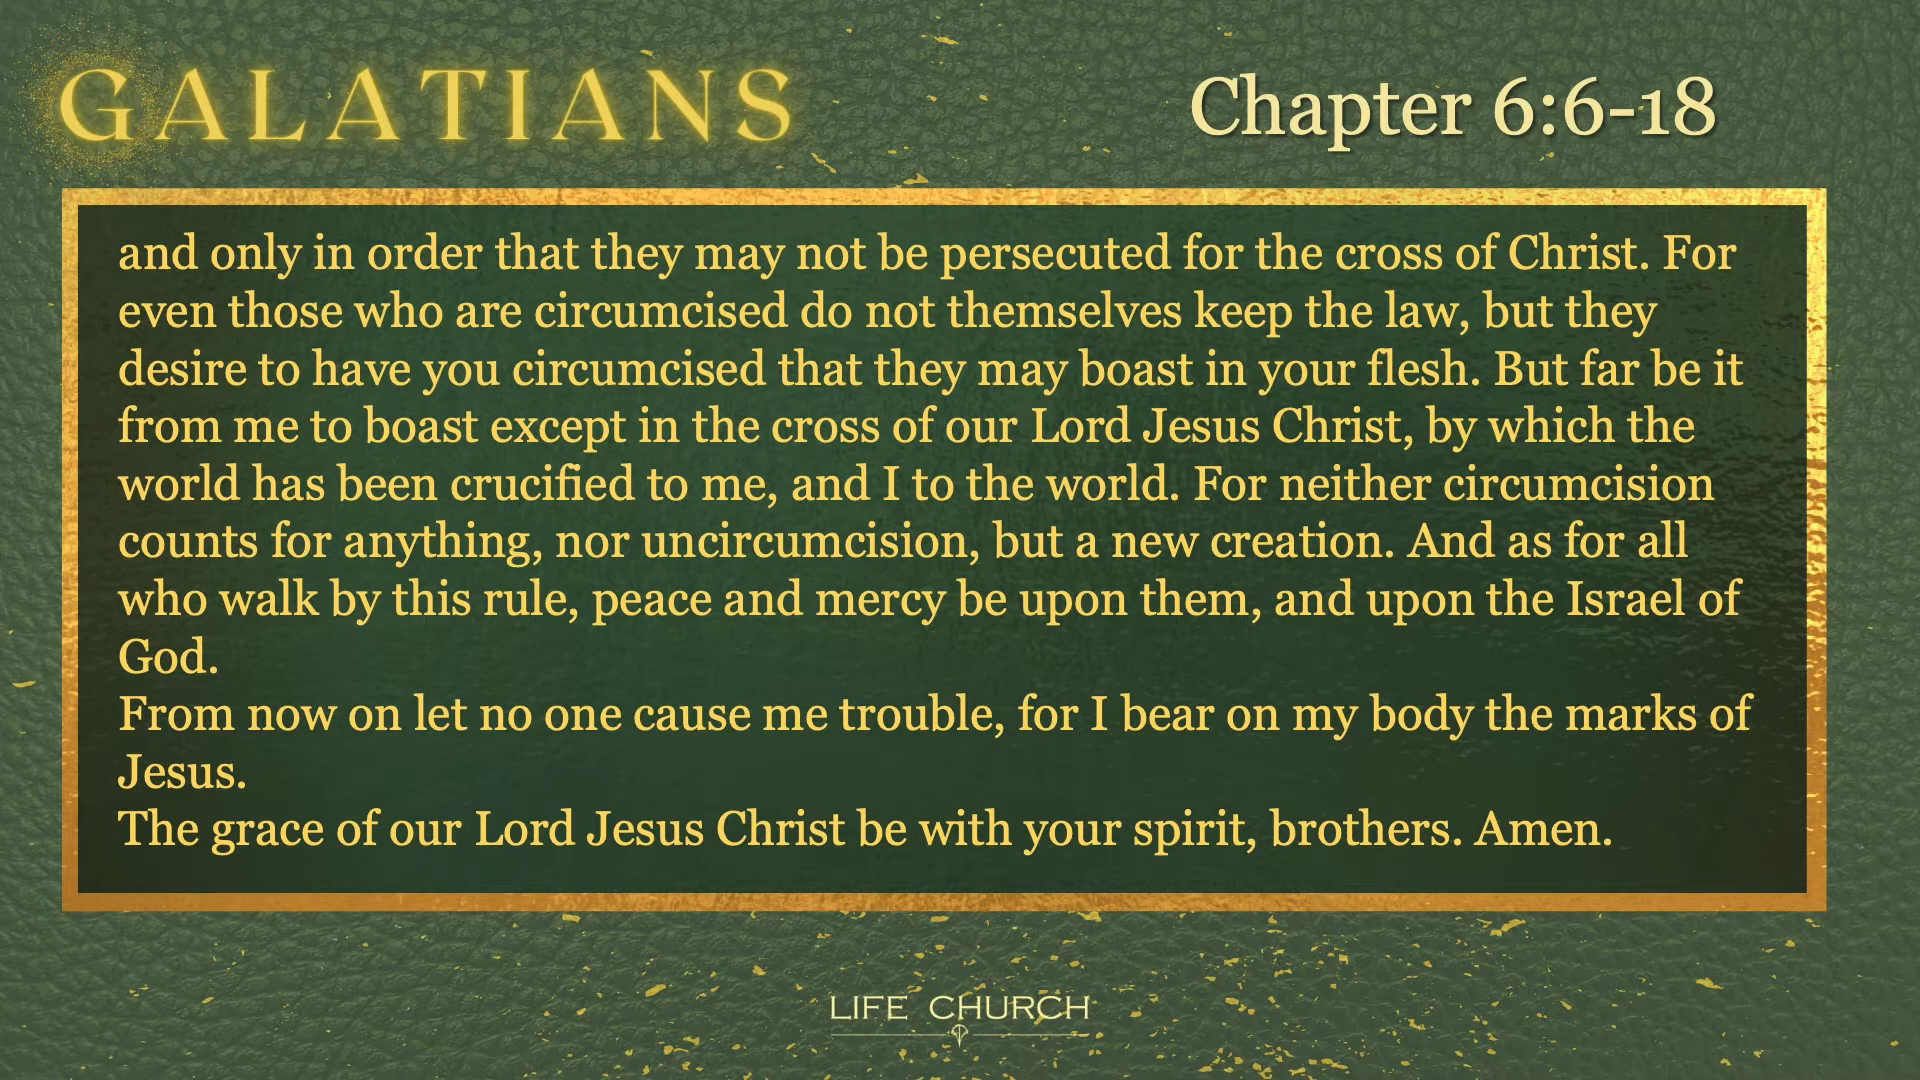 GALATIANS
Chapter 6:6-18
and only in order that they may not be persecuted for the cross of Christ. For
even those who are circumcised do not themselves keep the law, but they
desire to have you circumcised that they may boast in your flesh. But far be it
from me to boast except in the cross of our Lord Jesus Christ, by which the
world has been crucified to me, and I to the world. For neither circumcision
counts for anything, nor uncircumcision, but a new creation. And as for all
who walk by this rule, peace and mercy be upon them, and upon the Israel of
God.
From now on let no one cause me trouble, for I bear on my body the marks of
Jesus.
The grace of our Lord Jesus Christ be with your spirit, brothers. Amen.
LIFE CHURCH